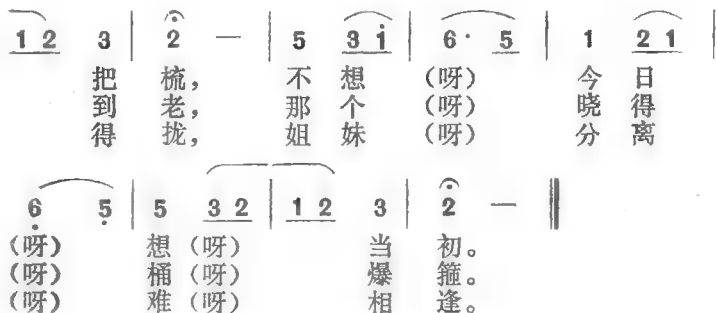 1 2 3 | 2 — | 5 3 1 | 6· 5 | 1 2 1 |
把 梳， 不 想 （呀） 今 日
到 老， 那 个 （呀） 晓 得
得 拢， 姐 妹 （呀） 分 离
6 5 | 5 3 2 | 1 2 3 | 2 — ‖
（呀） 想 （呀） 当 初。
（呀） 桶 （呀） 爆 箍。
（呀） 难 （呀） 相 逢。